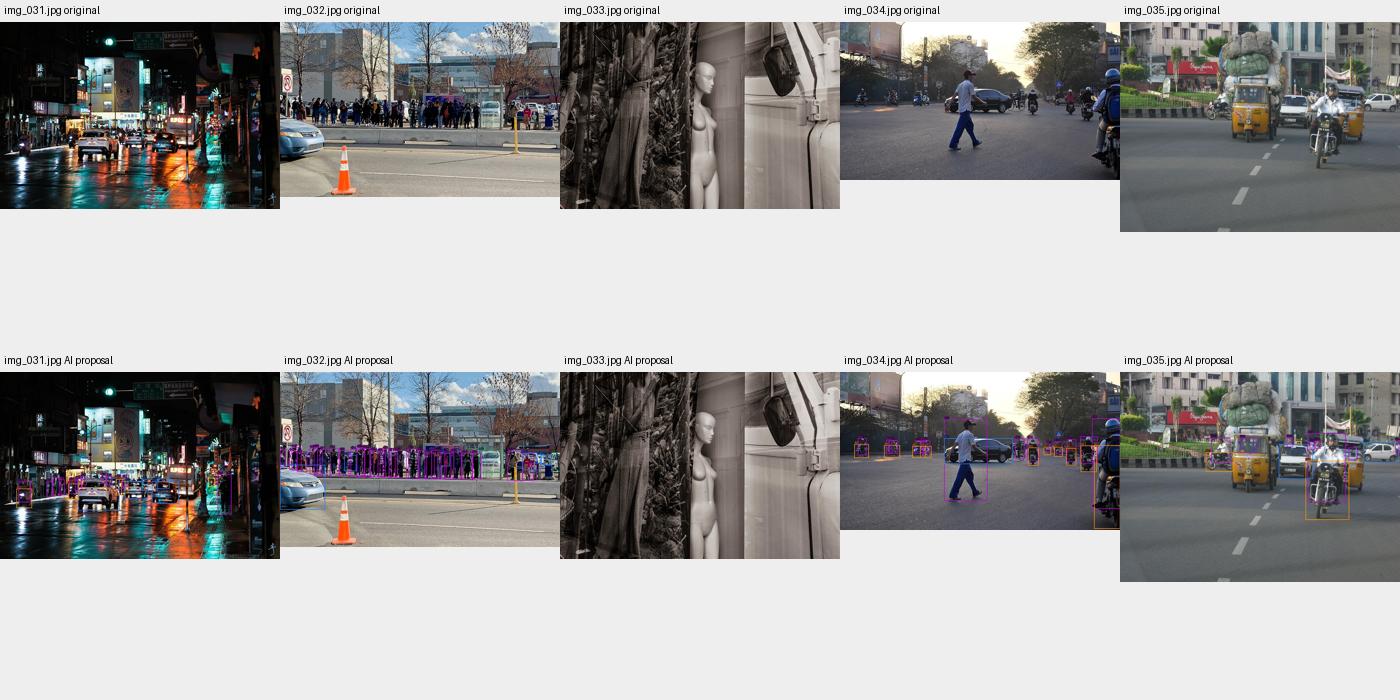 img_031.jpg original
img_032.jpg original
img_033.jpg original
img_034.jpg original
img_035.jpg original
img_031.jpg AI proposal
img_032.jpg AI proposal
img_033.jpg AI proposal
img_034.jpg AI proposal
img_035.jpg AI proposal